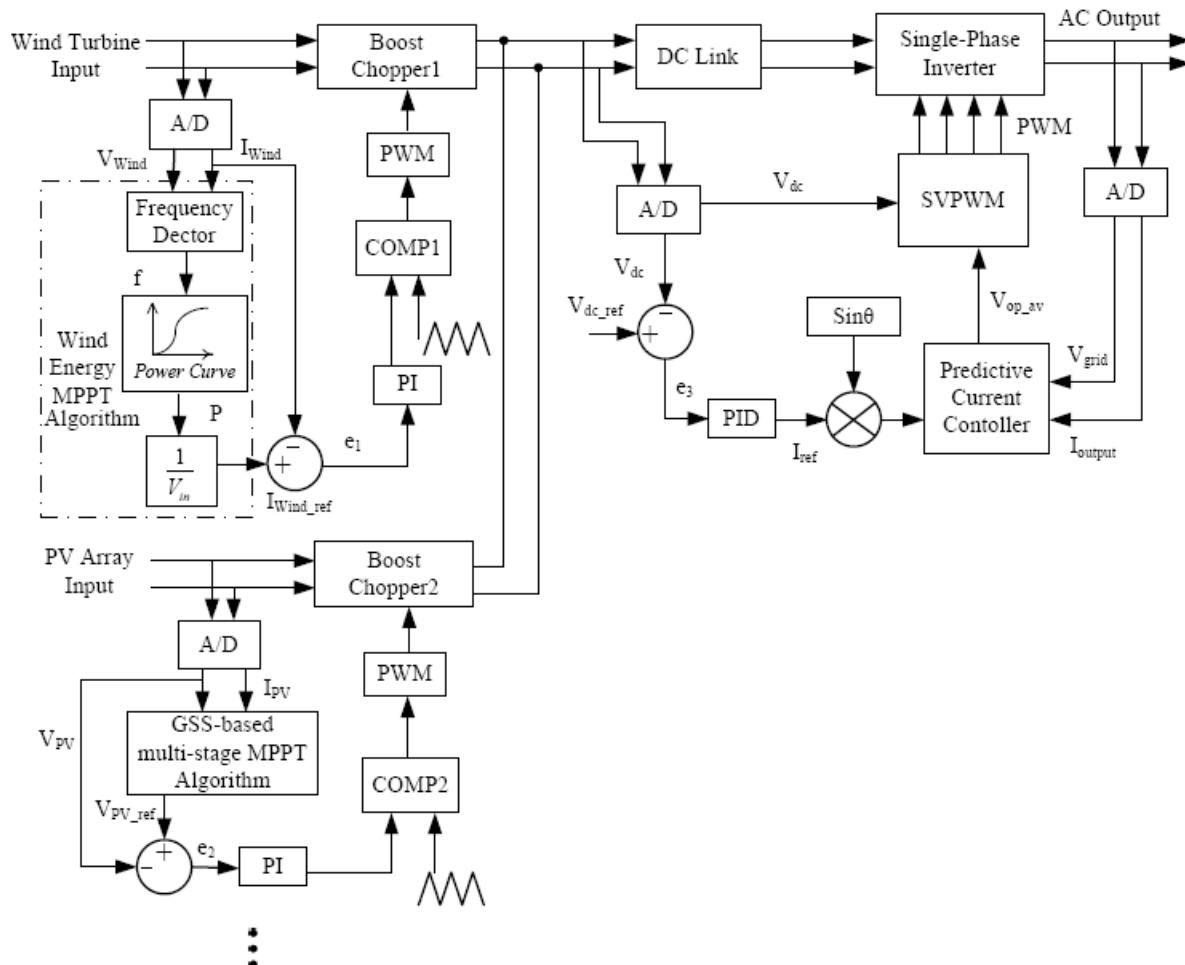 Wind Turbine
Input
Boost
Chopper1
DC Link
Single-Phase
Inverter
AC Output
A/D
V_Wind
I_Wind
PWM
Frequency
Dector
COMP1
f
Power Curve
Wind
Energy
MPPT
Algorithm
P
1
V_in
PI
e_1
I_Wind_ref
A/D
V_dc
V_dc
V_dc_ref
e_3
PID
I_ref
Sinθ
SVPWM
PWM
V_op_av
Predictive
Current
Contoller
A/D
V_grid
I_output
PV Array
Input
Boost
Chopper2
A/D
PWM
I_PV
V_PV
GSS-based
multi-stage MPPT
Algorithm
COMP2
V_PV_ref
e_2
PI